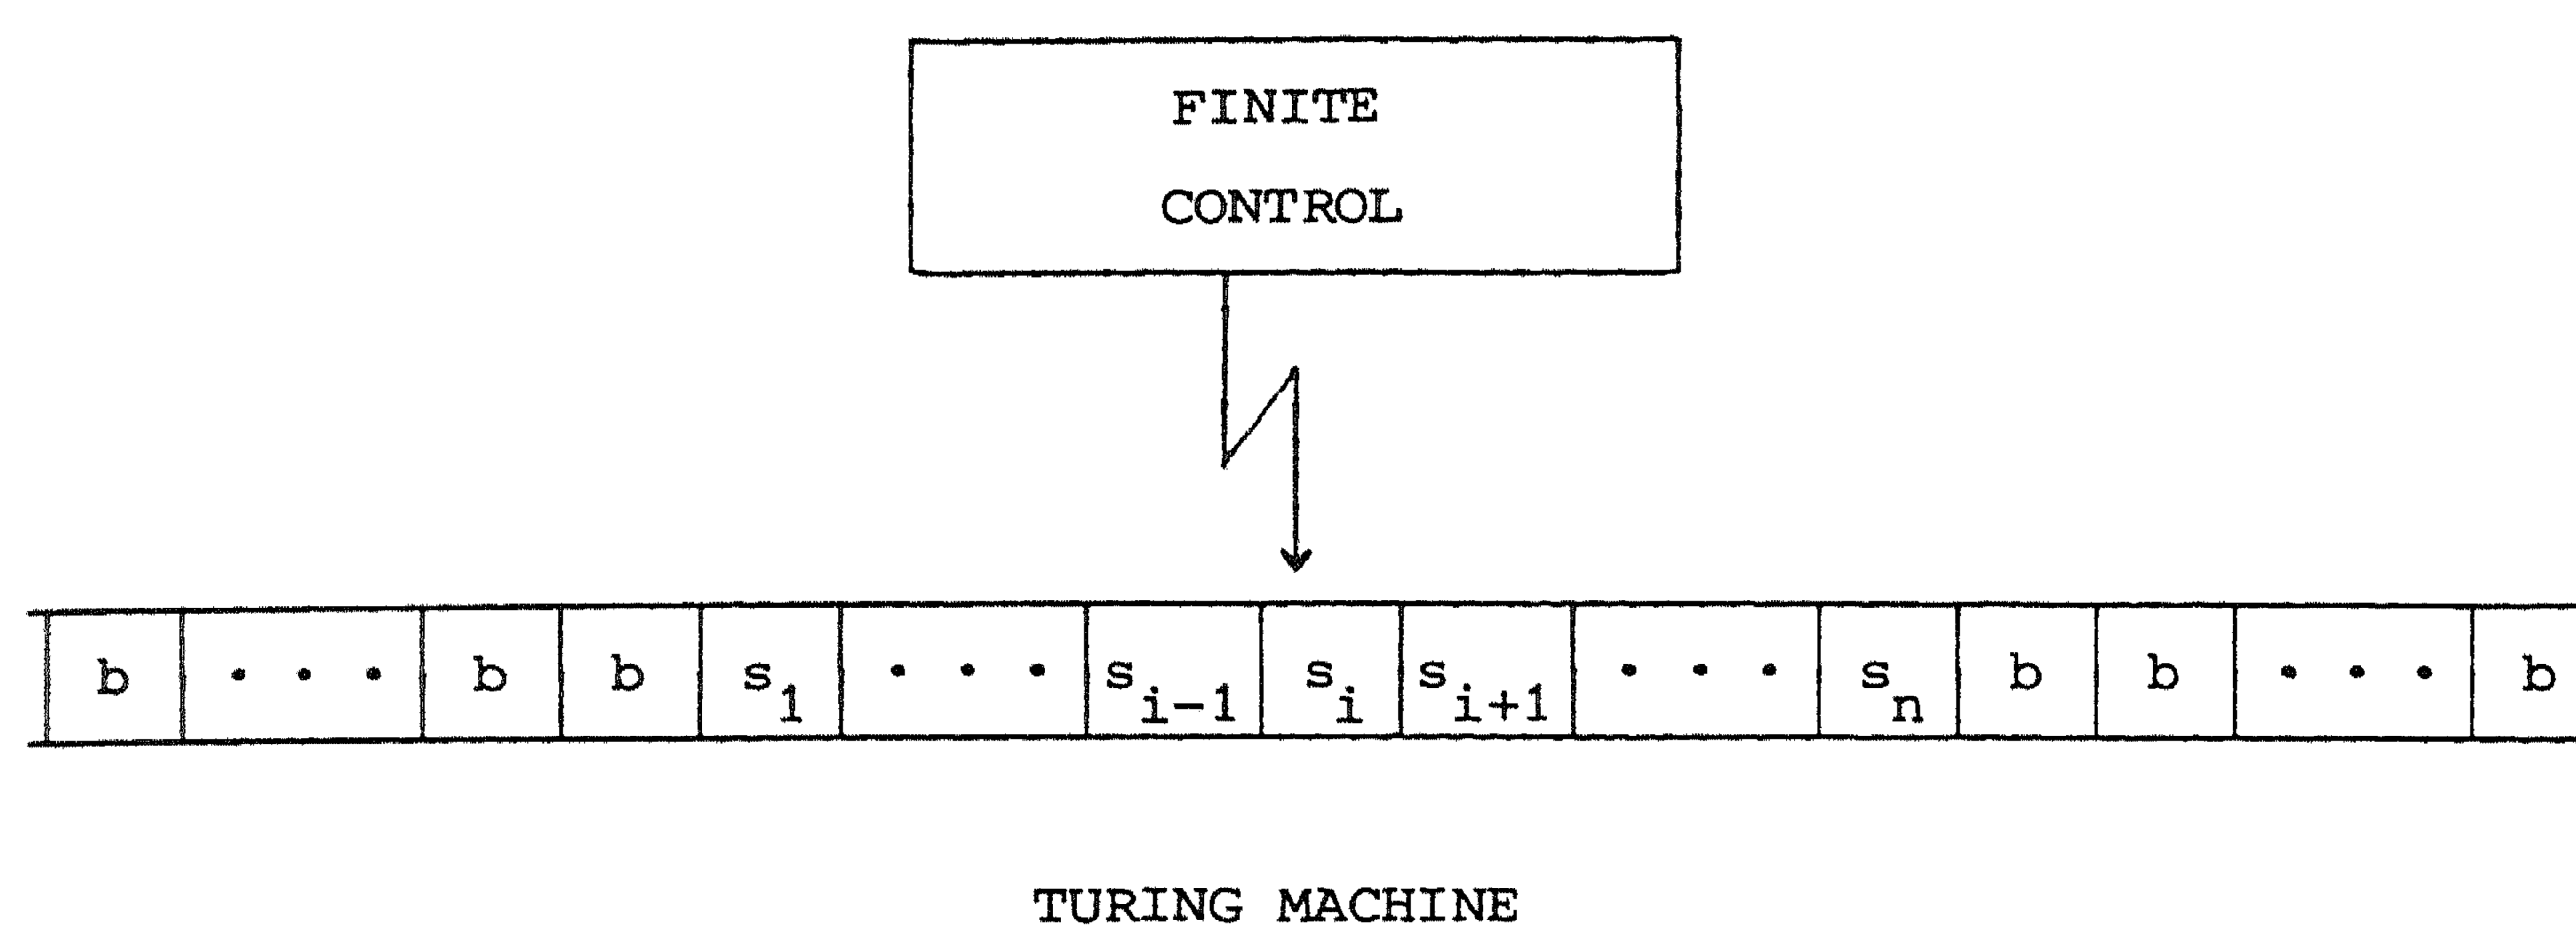 FINITE
CONTROL
b • • • b b s₁ • • • sᵢ₋₁ sᵢ sᵢ₊₁ • • • sₙ b b • • • b
TURING MACHINE